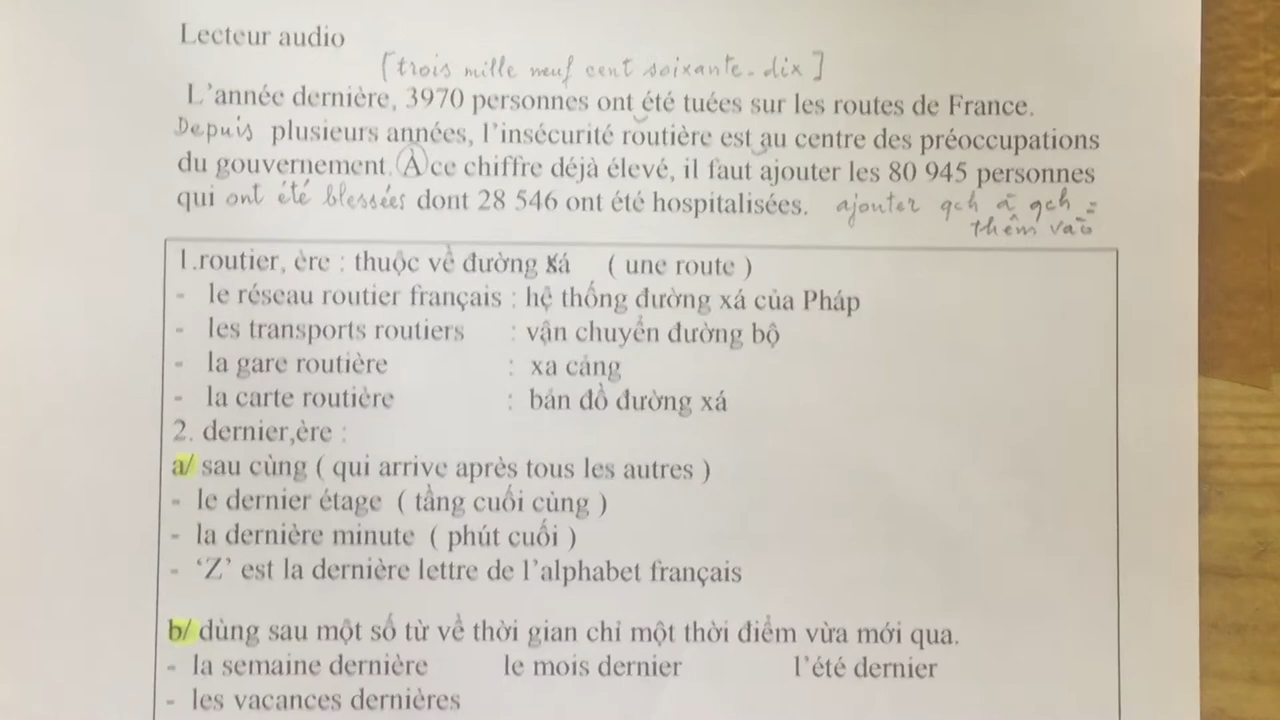 Lecteur audio
[trois mille neuf cent soixante-dix]
L'année dernière, 3970 personnes ont été tuées sur les routes de France.
Depuis plusieurs années, l'insécurité routière est au centre des préoccupations
du gouvernement. À ce chiffre déjà élevé, il faut ajouter les 80 945 personnes
qui ont été blessées dont 28 546 ont été hospitalisées. ajouter qch à qch =
thêm vào
1.routier, ère : thuộc về đường xá ( une route )
- le réseau routier français : hệ thống đường xá của Pháp
- les transports routiers : vận chuyển đường bộ
- la gare routière : xa cảng
- la carte routière : bản đồ đường xá
2. dernier,ère :
a/ sau cùng ( qui arrive après tous les autres )
- le dernier étage ( tầng cuối cùng )
- la dernière minute ( phút cuối )
- ‘Z’ est la dernière lettre de l'alphabet français
b/ dùng sau một số từ về thời gian chỉ một thời điểm vừa mới qua.
- la semaine dernière le mois dernier l'été dernier
- les vacances dernières